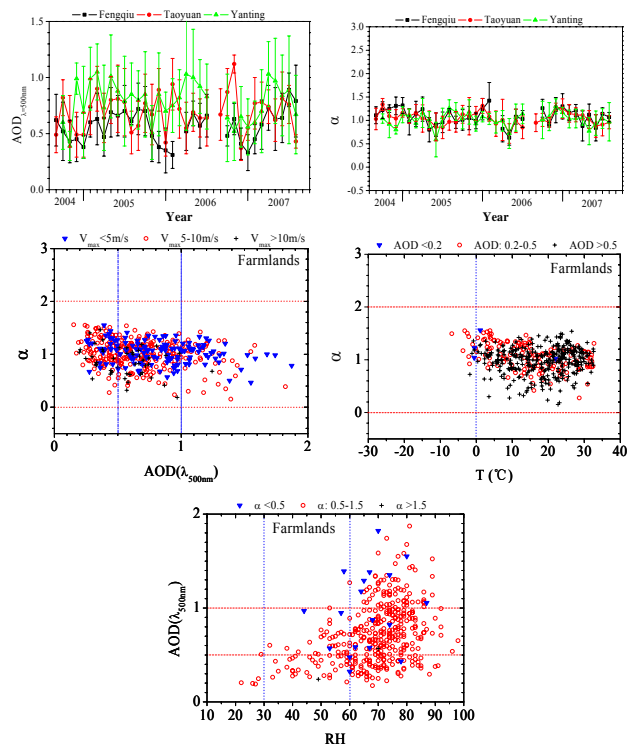 Fengqiu Taoyuan Yanting
1.5
1.0
0.5
0.0
AOD λ=500nm
2004 2005 2006 2007
Year
Fengqiu Taoyuan Yanting
3.0
2.5
2.0
1.5
1.0
0.5
0.0
-0.5
-1.0
α
2004 2005 2006 2007
Year
Vmax<5m/s Vmax5-10m/s Vmax>10m/s
Farmlands
3
2
1
0
α
0 1 2
AOD(λ500nm)
AOD <0.2 AOD: 0.2-0.5 AOD >0.5
Farmlands
3
2
1
0
α
-30 -20 -10 0 10 20 30 40
T (℃)
α <0.5 α: 0.5-1.5 α >1.5
Farmlands
2
1
0
AOD(λ500nm)
10 20 30 40 50 60 70 80 90 100
RH